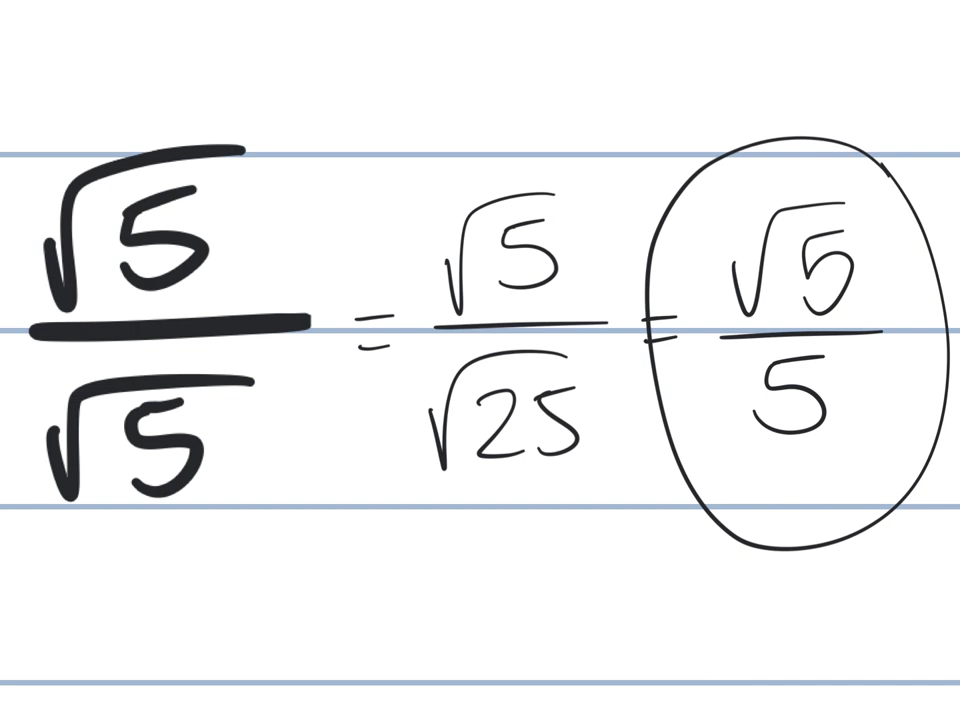 √5/√5 = √5/√25 = √5/5